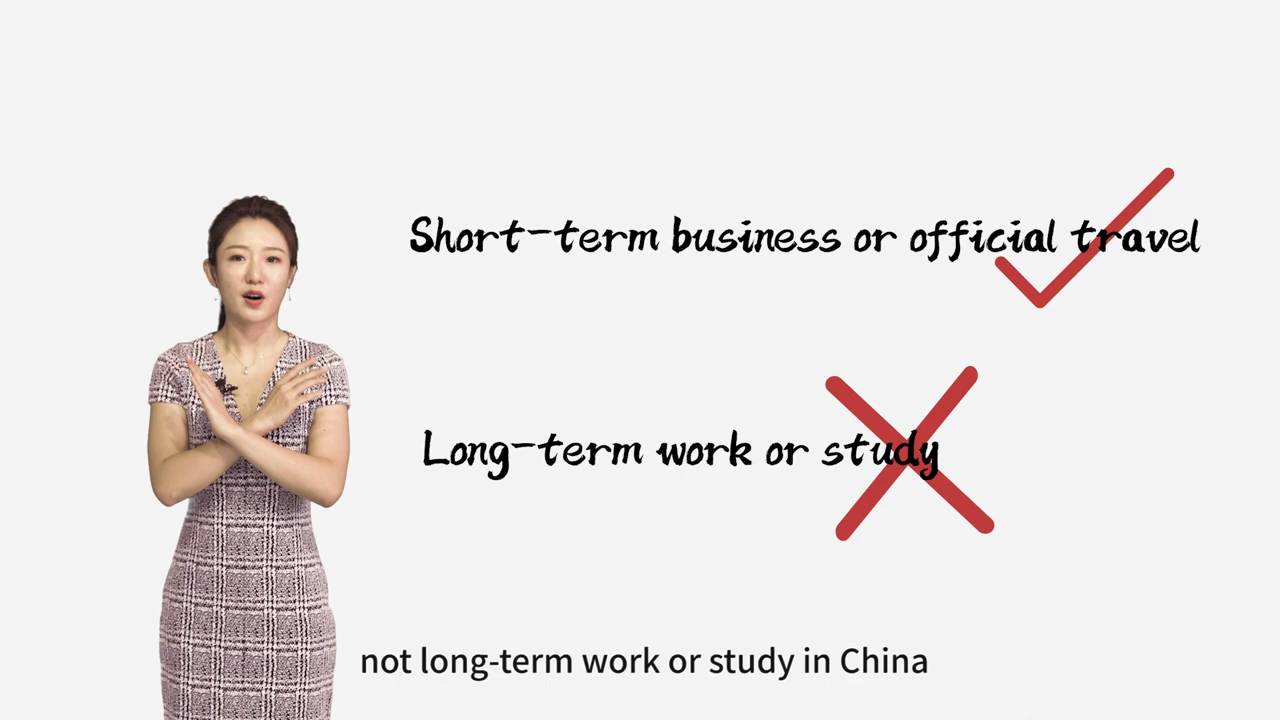 Short-term business or official travel
Long-term work or study
not long-term work or study in China